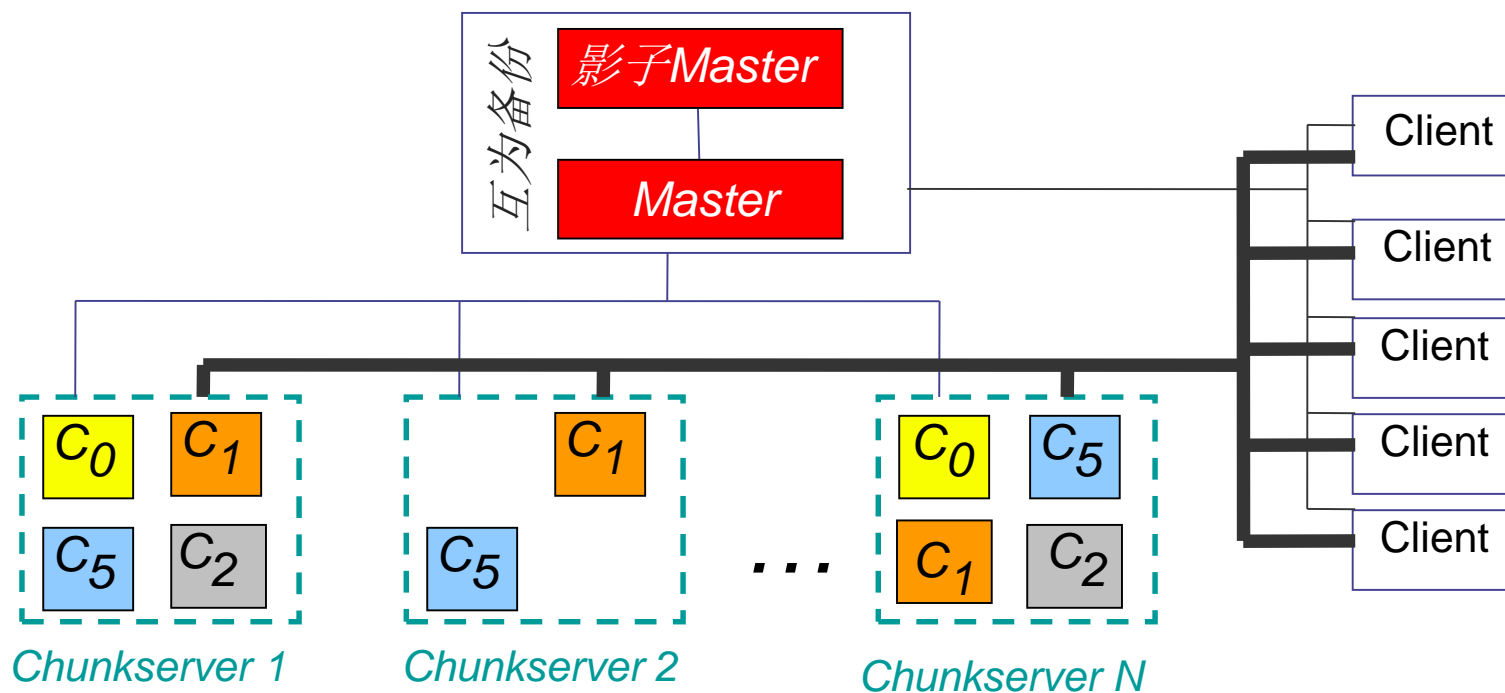 互为备份
影子Master
Master
Client
Client
Client
Client
Client
C0 C1
C5 C2
C1
C5
...
C0 C5
C1 C2
Chunkserver 1
Chunkserver 2
Chunkserver N